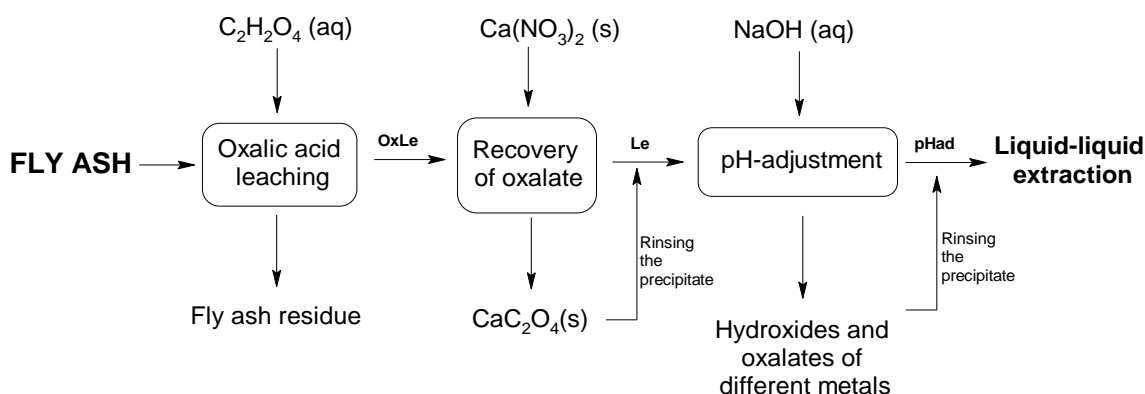 C₂H₂O₄ (aq)
Ca(NO₃)₂ (s)
NaOH (aq)
FLY ASH
Oxalic acid
leaching
OxLe
Recovery
of oxalate
Le
pH-adjustment
pHad
Liquid-liquid
extraction
Rinsing
the
precipitate
Rinsing
the
precipitate
Fly ash residue
CaC₂O₄(s)
Hydroxides and
oxalates of
different metals